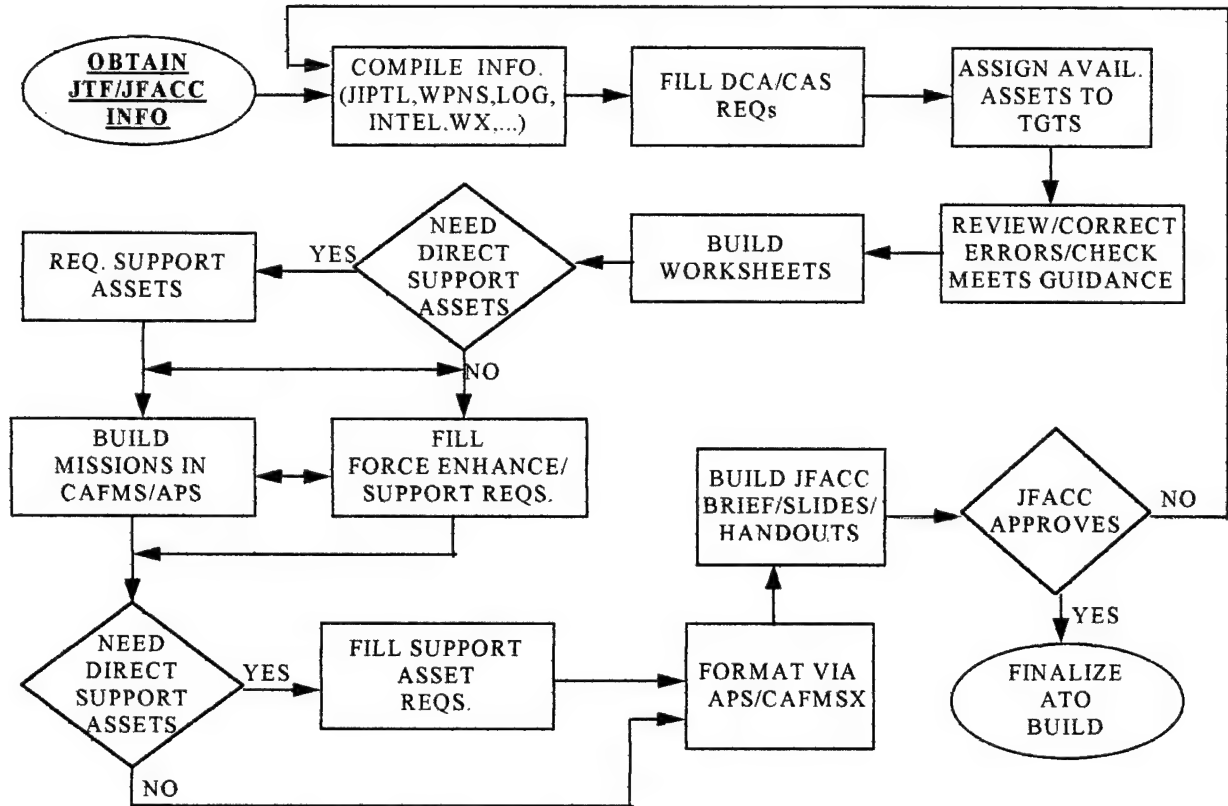 OBTAIN
JTF/JFACC
INFO
COMPILE INFO.
(JIPTL,WPNS,LOG,
INTEL.WX,...)
FILL DCA/CAS
REQs
ASSIGN AVAIL.
ASSETS TO
TGTS
REVIEW/CORRECT
ERRORS/CHECK
MEETS GUIDANCE
BUILD
WORKSHEETS
NEED
DIRECT
SUPPORT
ASSETS
YES
REQ. SUPPORT
ASSETS
NO
BUILD
MISSIONS IN
CAFMS/APS
FILL
FORCE ENHANCE/
SUPPORT REQS.
NEED
DIRECT
SUPPORT
ASSETS
YES
NO
FILL SUPPORT
ASSET
REQS.
FORMAT VIA
APS/CAFMSX
BUILD JFACC
BRIEF/SLIDES/
HANDOUTS
JFACC
APPROVES
NO
YES
FINALIZE
ATO
BUILD